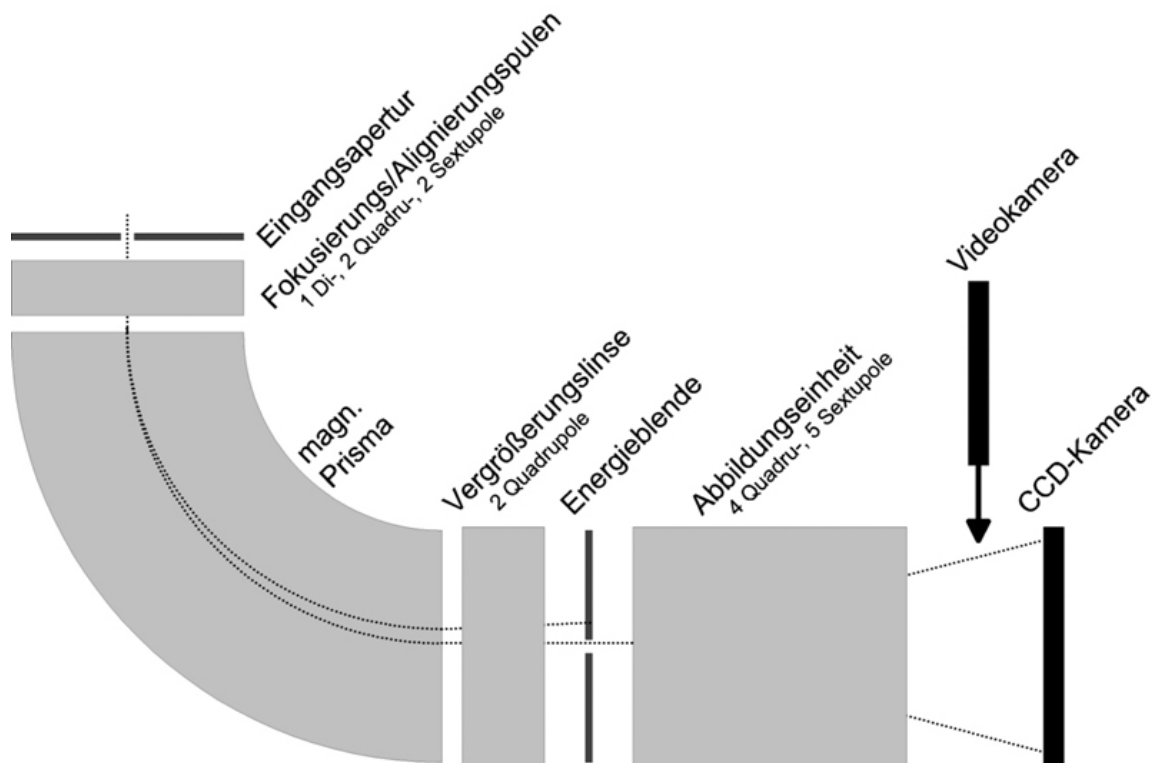 Eingangsapertur
Fokusierungs/Alignierungspulen
1 Di-, 2 Quadru-, 2 Sextupole
magn.
Prisma
Vergrößerungslinse
2 Quadrupole
Energieblende
Abbildungseinheit
4 Quadru-, 5 Sextupole
Videokamera
CCD-Kamera